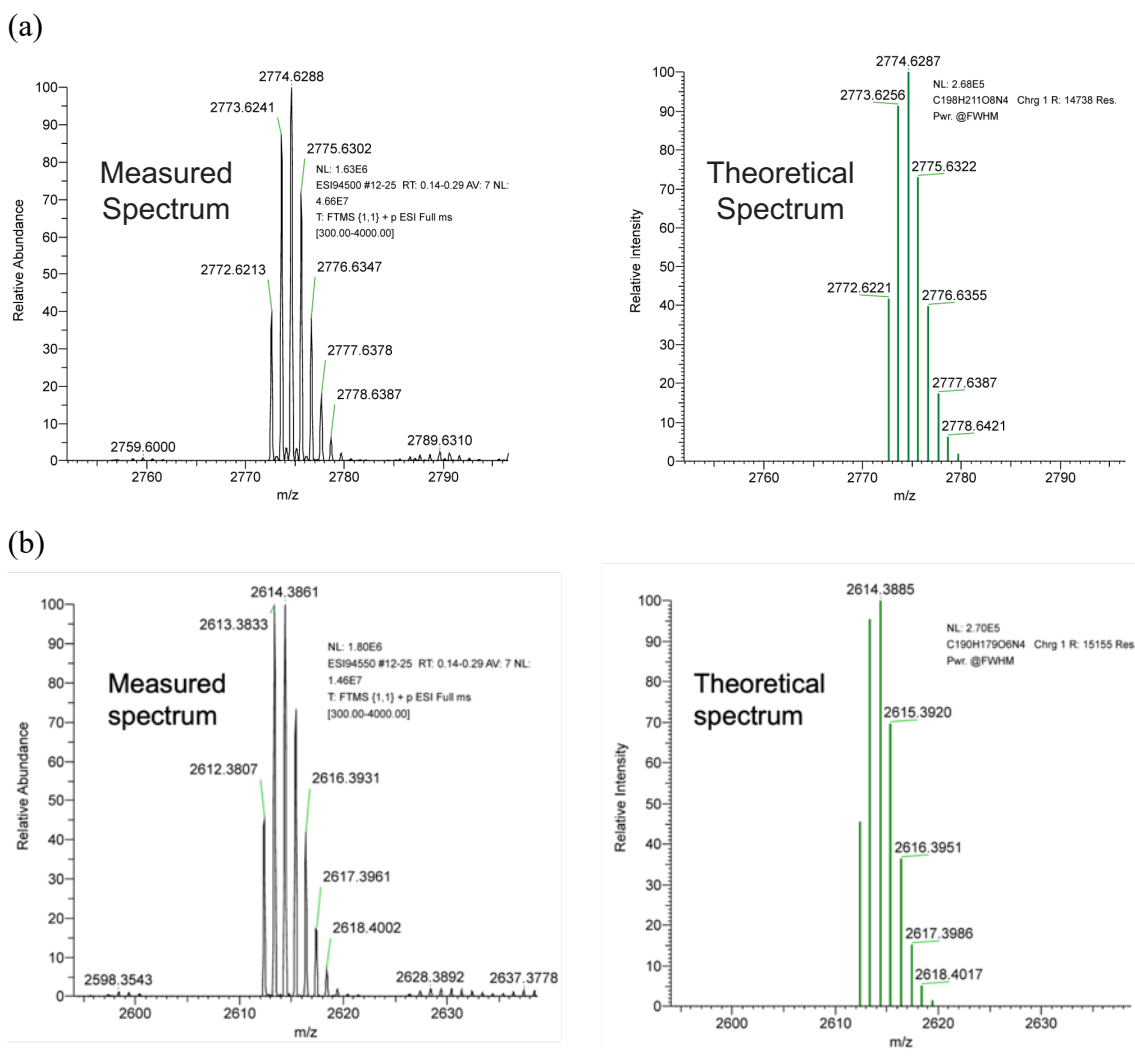 (a)
2774.6288
2773.6241
2775.6302
NL: 1.63E6
ESI94500 #12-25 RT: 0.14-0.29 AV: 7 NL:
4.66E7
T: FTMS {1,1} + p ESI Full ms
[300.00-4000.00]
Measured
Spectrum
2772.6213
2776.6347
2777.6378
2778.6387
2759.6000
2789.6310
100
90
80
70
60
50
40
30
20
10
0
Relative Abundance
2760
2770
2780
2790
m/z
2774.6287
2773.6256
NL: 2.68E5
C198H211O8N4 Chrg 1 R: 14738 Res.
Pwr. @FWHM
Theoretical
Spectrum
2775.6322
2772.6221
2776.6355
2777.6387
2778.6421
100
90
80
70
60
50
40
30
20
10
0
Relative Intensity
2760
2770
2780
2790
m/z
(b)
2614.3861
2613.3833
NL: 1.80E6
ESI94550 #12-25 RT: 0.14-0.29 AV: 7 NL:
1.46E7
T: FTMS {1,1} + p ESI Full ms
[300.00-4000.00]
Measured
spectrum
2612.3807
2616.3931
2617.3961
2618.4002
2598.3543
2628.3892
2637.3778
100
90
80
70
60
50
40
30
20
10
0
Relative Abundance
2600
2610
2620
2630
m/z
2614.3885
NL: 2.70E5
C190H179O6N4 Chrg 1 R: 15155 Res
Pwr. @FWHM
Theoretical
spectrum
2615.3920
2616.3951
2617.3986
2618.4017
100
90
80
70
60
50
40
30
20
10
0
Relative Intensity
2600
2610
2620
2630
m/z